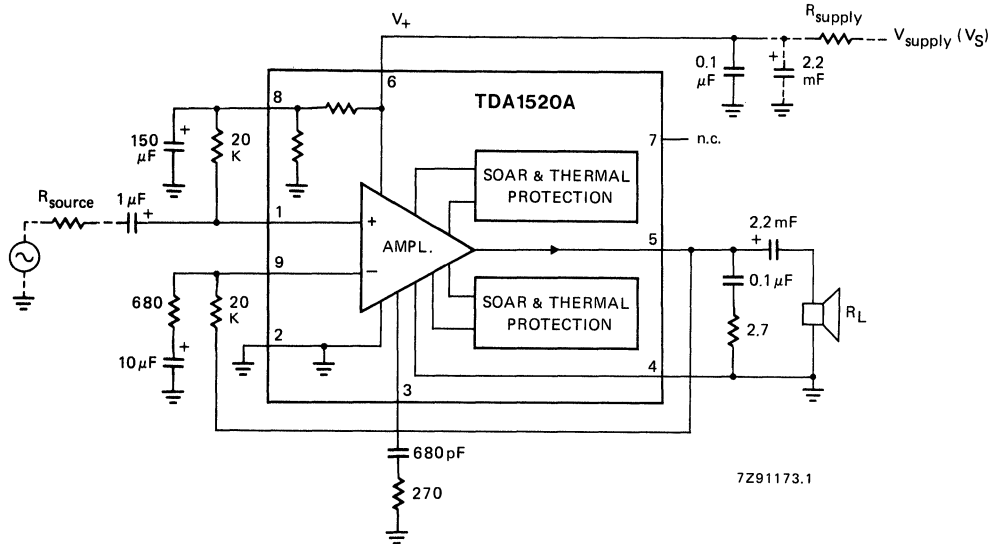 V+
Rsupply
Vsupply (VS)
0.1
μF
+
2.2
mF
6
8
TDA1520A
7
n.c.
150
μF
+
20
K
SOAR & THERMAL
PROTECTION
Rsource
1μF
+
1
+
AMPL.
−
5
2.2mF
+
0.1μF
9
680
20
K
SOAR & THERMAL
PROTECTION
2.7
RL
2
10μF
+
4
3
680pF
270
7Z91173.1